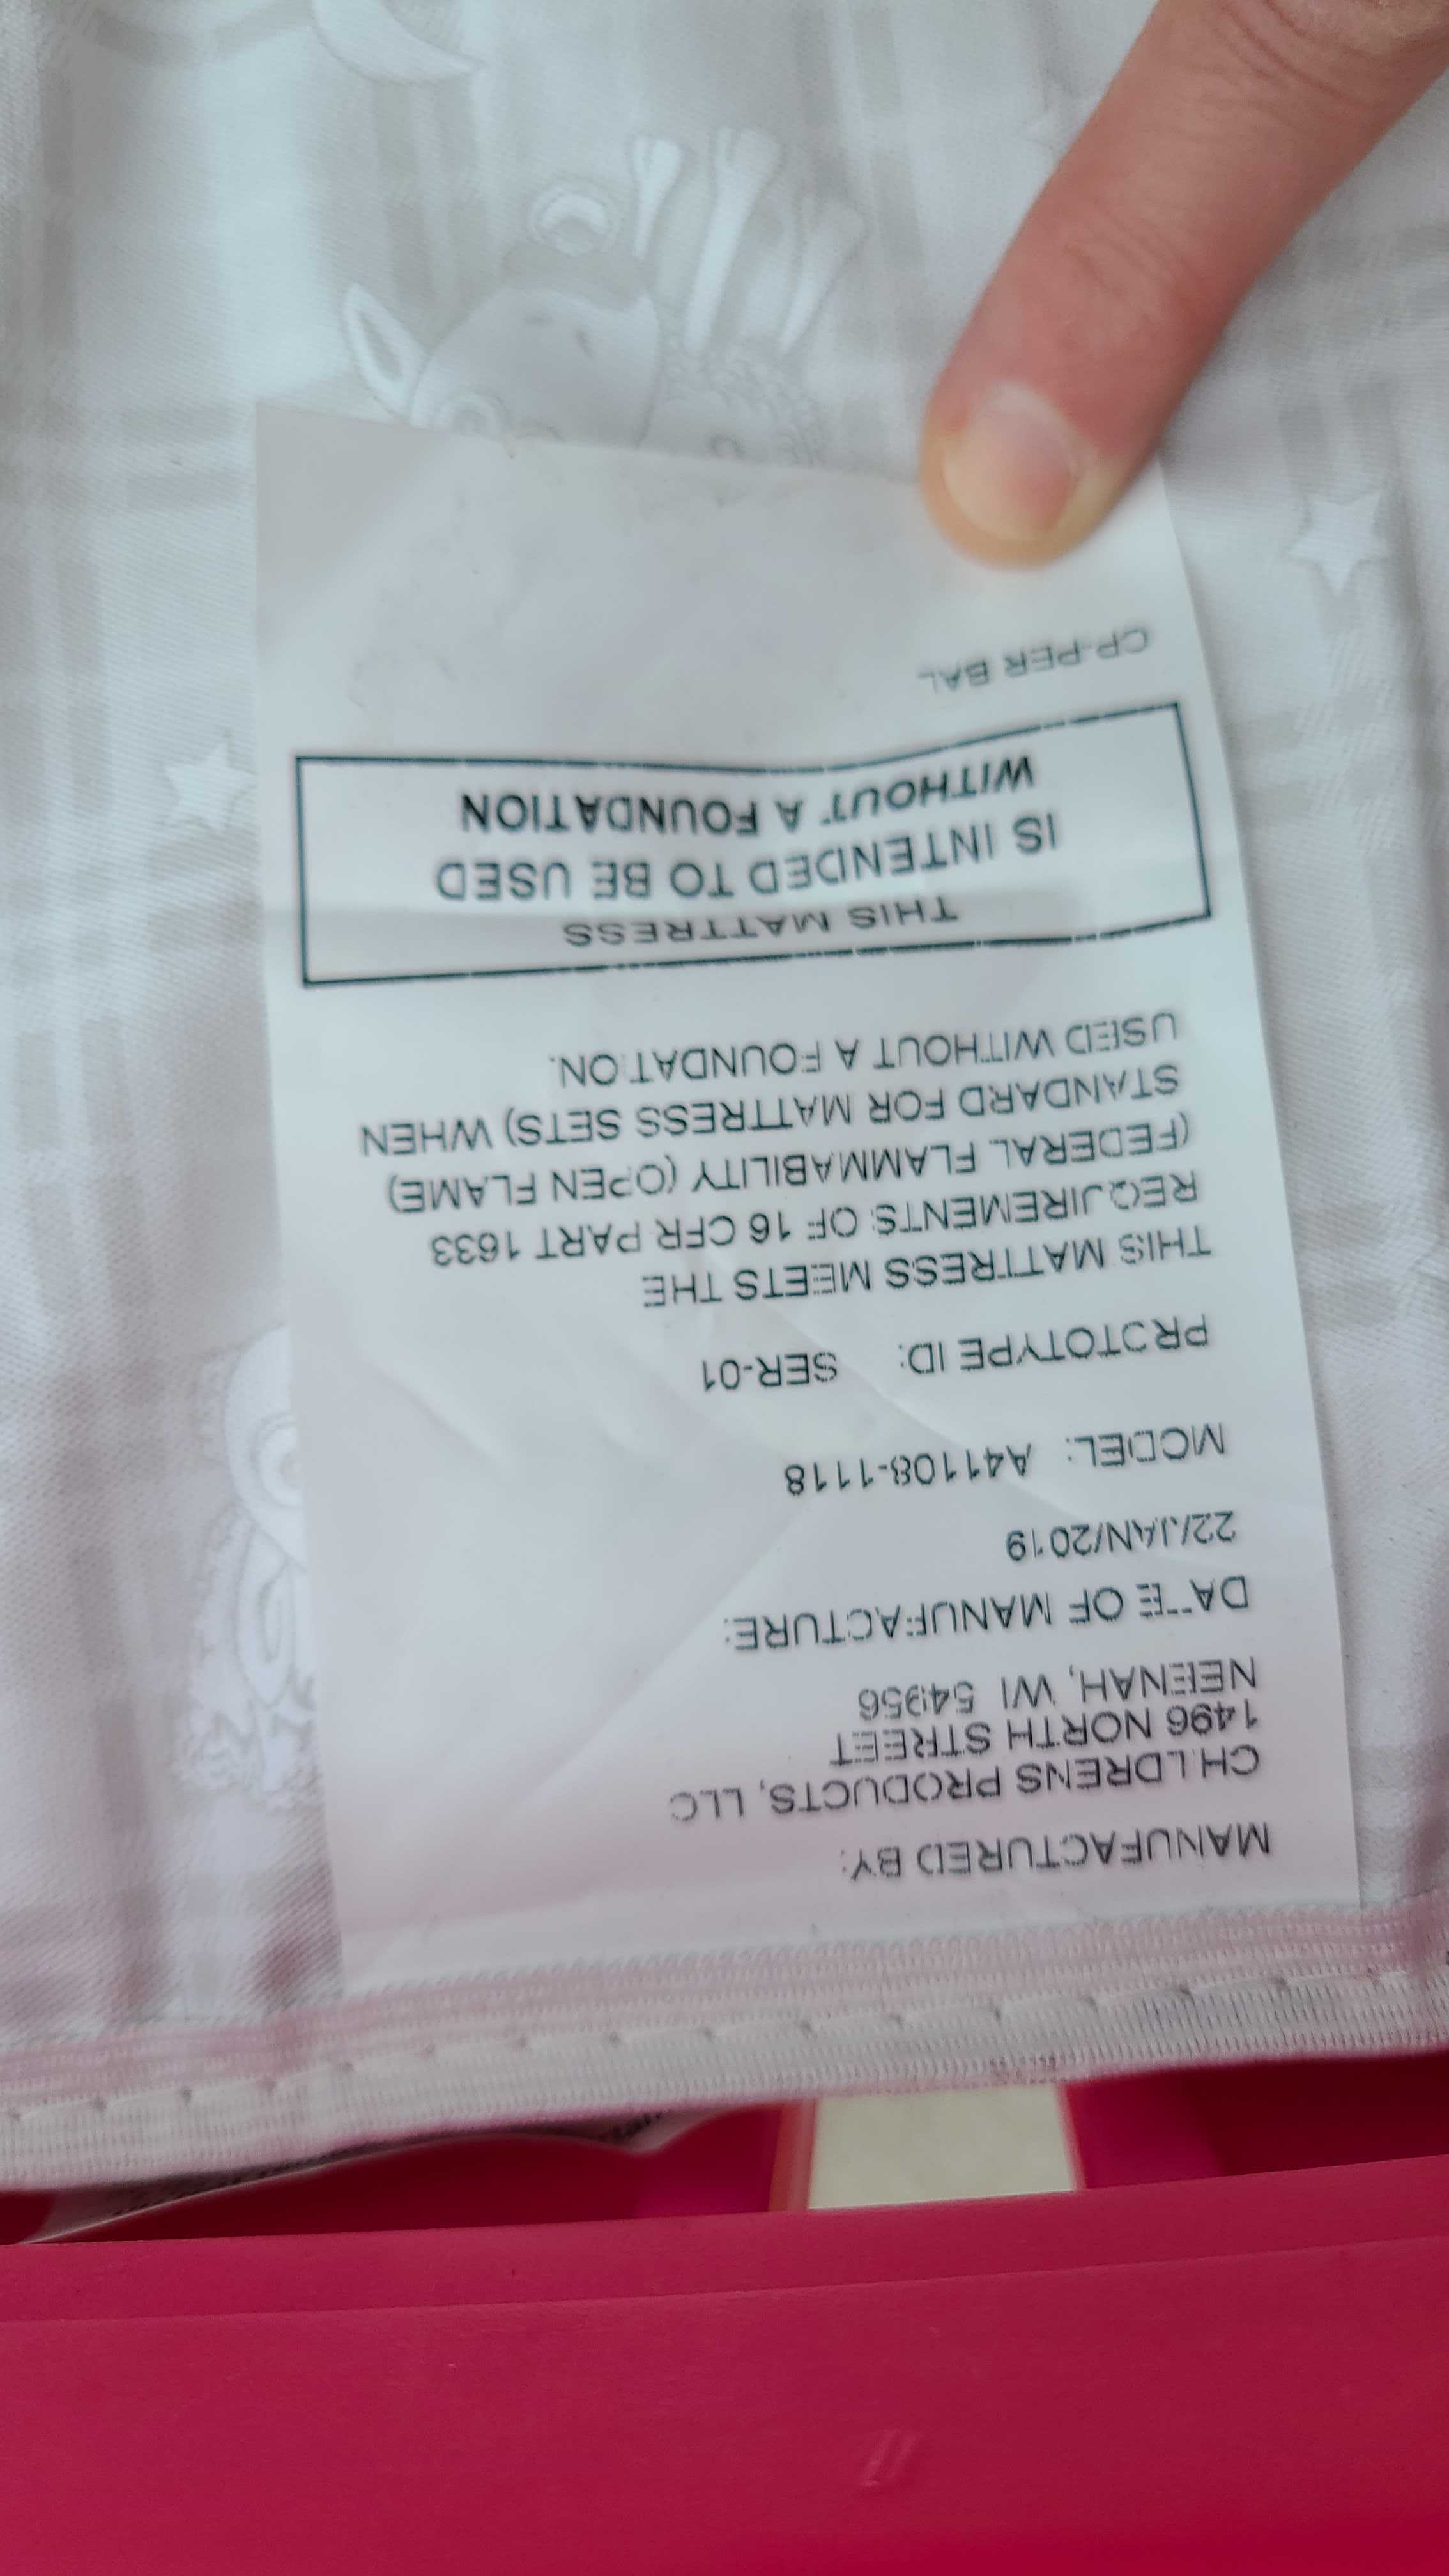 MANUFACTURED BY:
CHILDRENS PRODUCTS, LLC
1496 NORTH STREET
NEENAH, WI 54956
DATE OF MANUFACTURE:
22/JAN/2019
MODEL: A41108-1118
PROTOTYPE ID: SER-01
THIS MATTRESS MEETS THE
REQUIREMENTS OF 16 CFR PART 1633
(FEDERAL FLAMMABILITY (OPEN FLAME)
STANDARD FOR MATTRESS SETS) WHEN
USED WITHOUT A FOUNDATION.
THIS MATTRESS
IS INTENDED TO BE USED
WITHOUT A FOUNDATION
CP-PER BAL